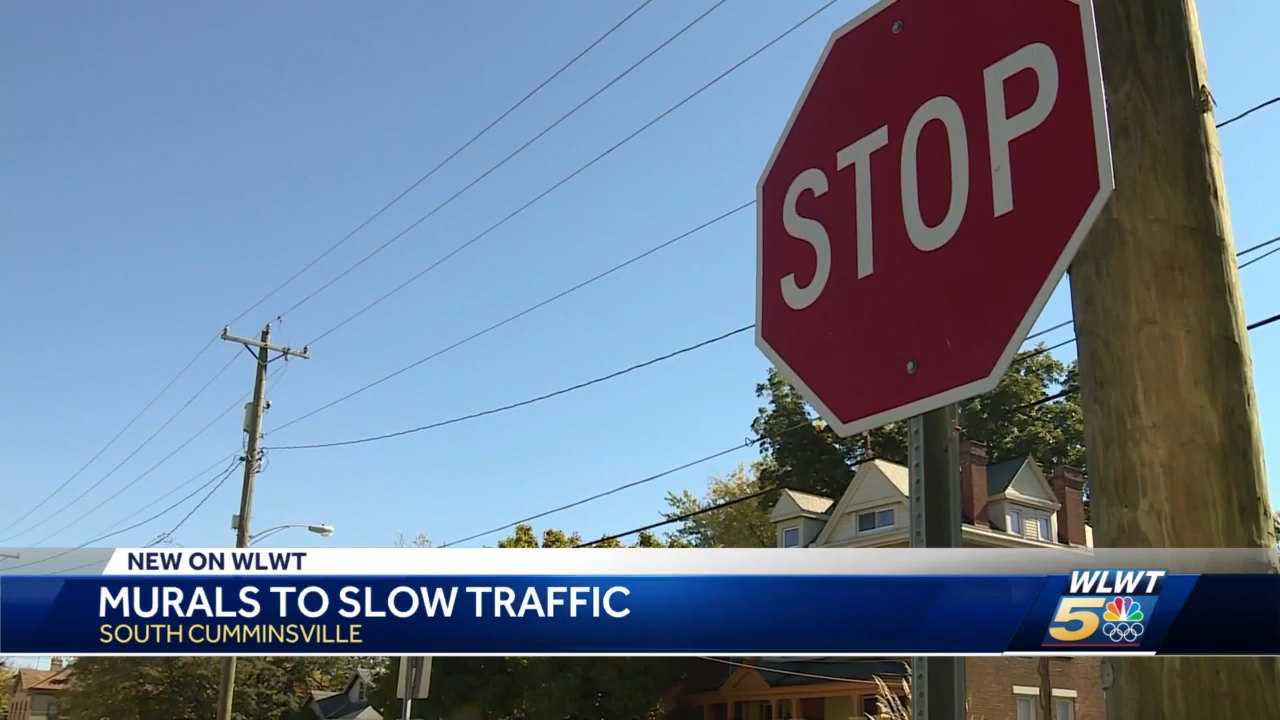 STOP
NEW ON WLWT
MURALS TO SLOW TRAFFIC
SOUTH CUMMINSVILLE
WLWT
5